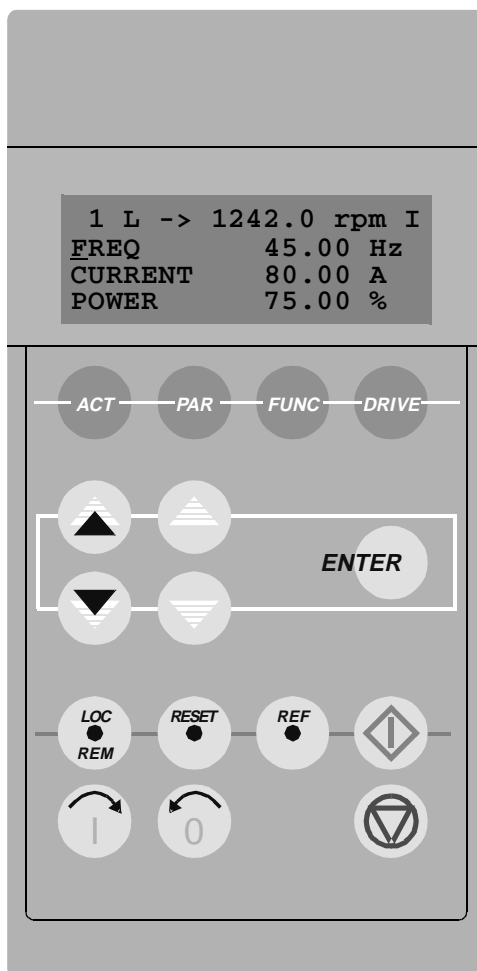 1 L -> 1242.0 rpm I
FREQ 45.00 Hz
CURRENT 80.00 A
POWER 75.00 %
ACT PAR FUNC DRIVE
ENTER
LOC RESET REF
REM
I 0